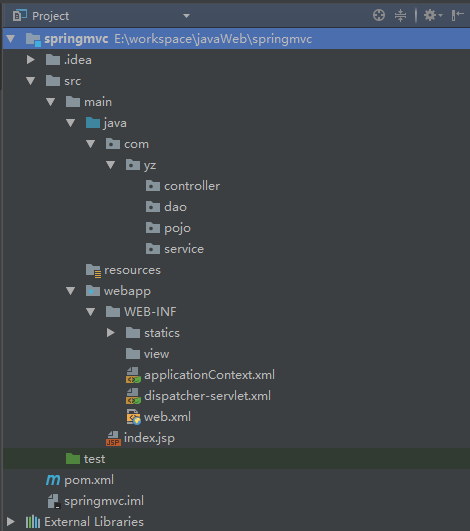 Project
springmvc E:\workspace\javaWeb\springmvc
.idea
src
main
java
com
yz
controller
dao
pojo
service
resources
webapp
WEB-INF
statics
view
applicationContext.xml
dispatcher-servlet.xml
web.xml
index.jsp
test
pom.xml
springmvc.iml
External Libraries